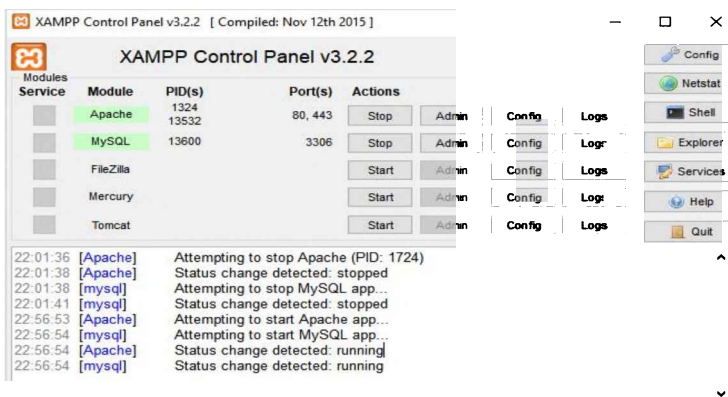 XAMPP Control Panel v3.2.2 [ Compiled: Nov 12th 2015 ]
XAMPP Control Panel v3.2.2
Config
Modules
Service Module PID(s) Port(s) Actions
Netstat
Apache 1324 13532 80, 443 Stop Admin Config Logs
Shell
MySQL 13600 3306 Stop Admin Config
Explorer
FileZilla Start Admin Config Logs
Services
Mercury Start Admin Config
Help
Tomcat Start Admin Config Logs
Quit
22:01:36 [Apache] Attempting to stop Apache (PID: 1724)
22:01:38 [Apache] Status change detected: stopped
22:01:38 [mysql] Attempting to stop MySQL app...
22:01:41 [mysql] Status change detected: stopped
22:56:53 [Apache] Attempting to start Apache app...
22:56:54 [mysql] Attempting to start MySQL app...
22:56:54 [Apache] Status change detected: running
22:56:54 [mysql] Status change detected: running